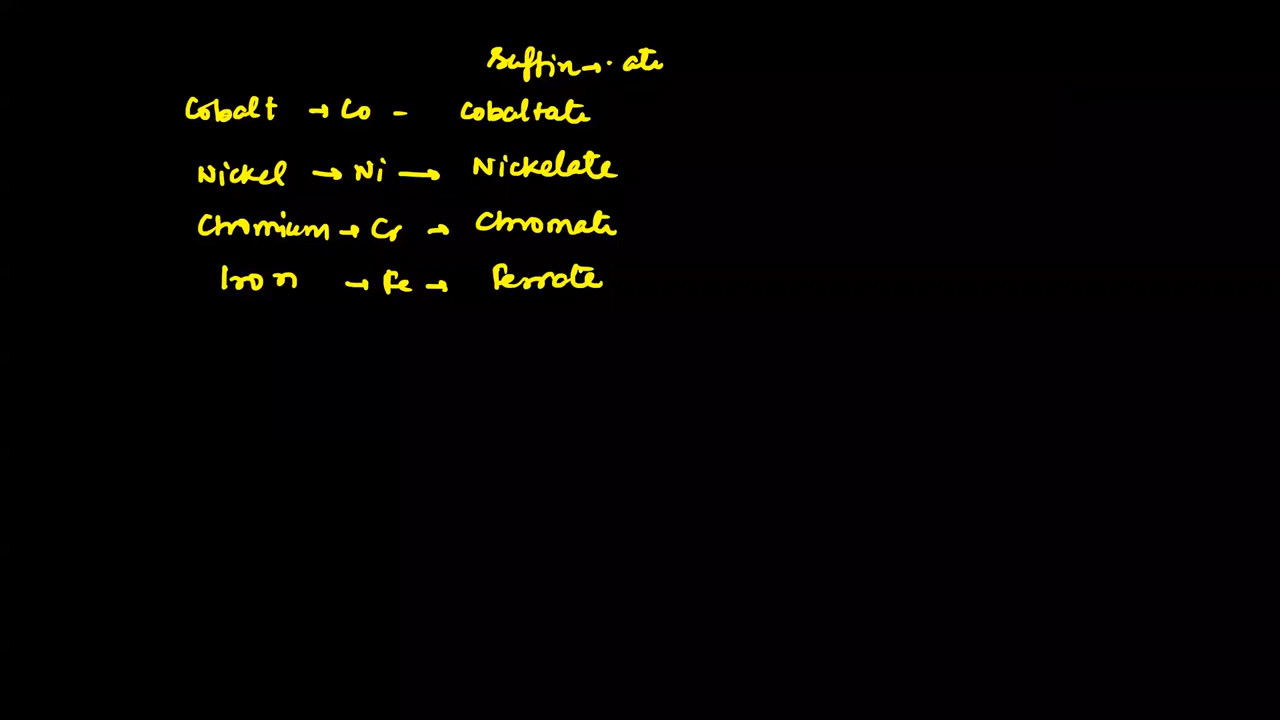 Suffix → . ate
Cobalt → Co - Cobaltate
Nickel → Ni → Nickelate
Chromium → Cr → Chromate
Iron → Fe → Ferrate